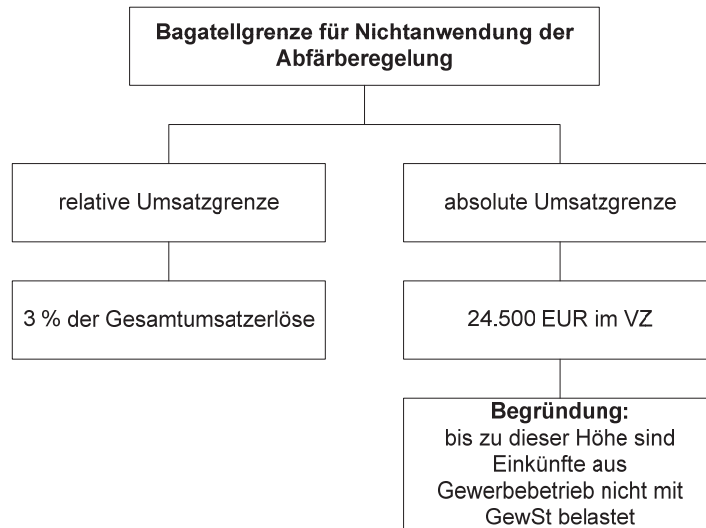 Bagatellgrenze für Nichtanwendung der
Abfärberegelung
relative Umsatzgrenze
absolute Umsatzgrenze
3 % der Gesamtumsatzerlöse
24.500 EUR im VZ
Begründung:
bis zu dieser Höhe sind
Einkünfte aus
Gewerbebetrieb nicht mit
GewSt belastet